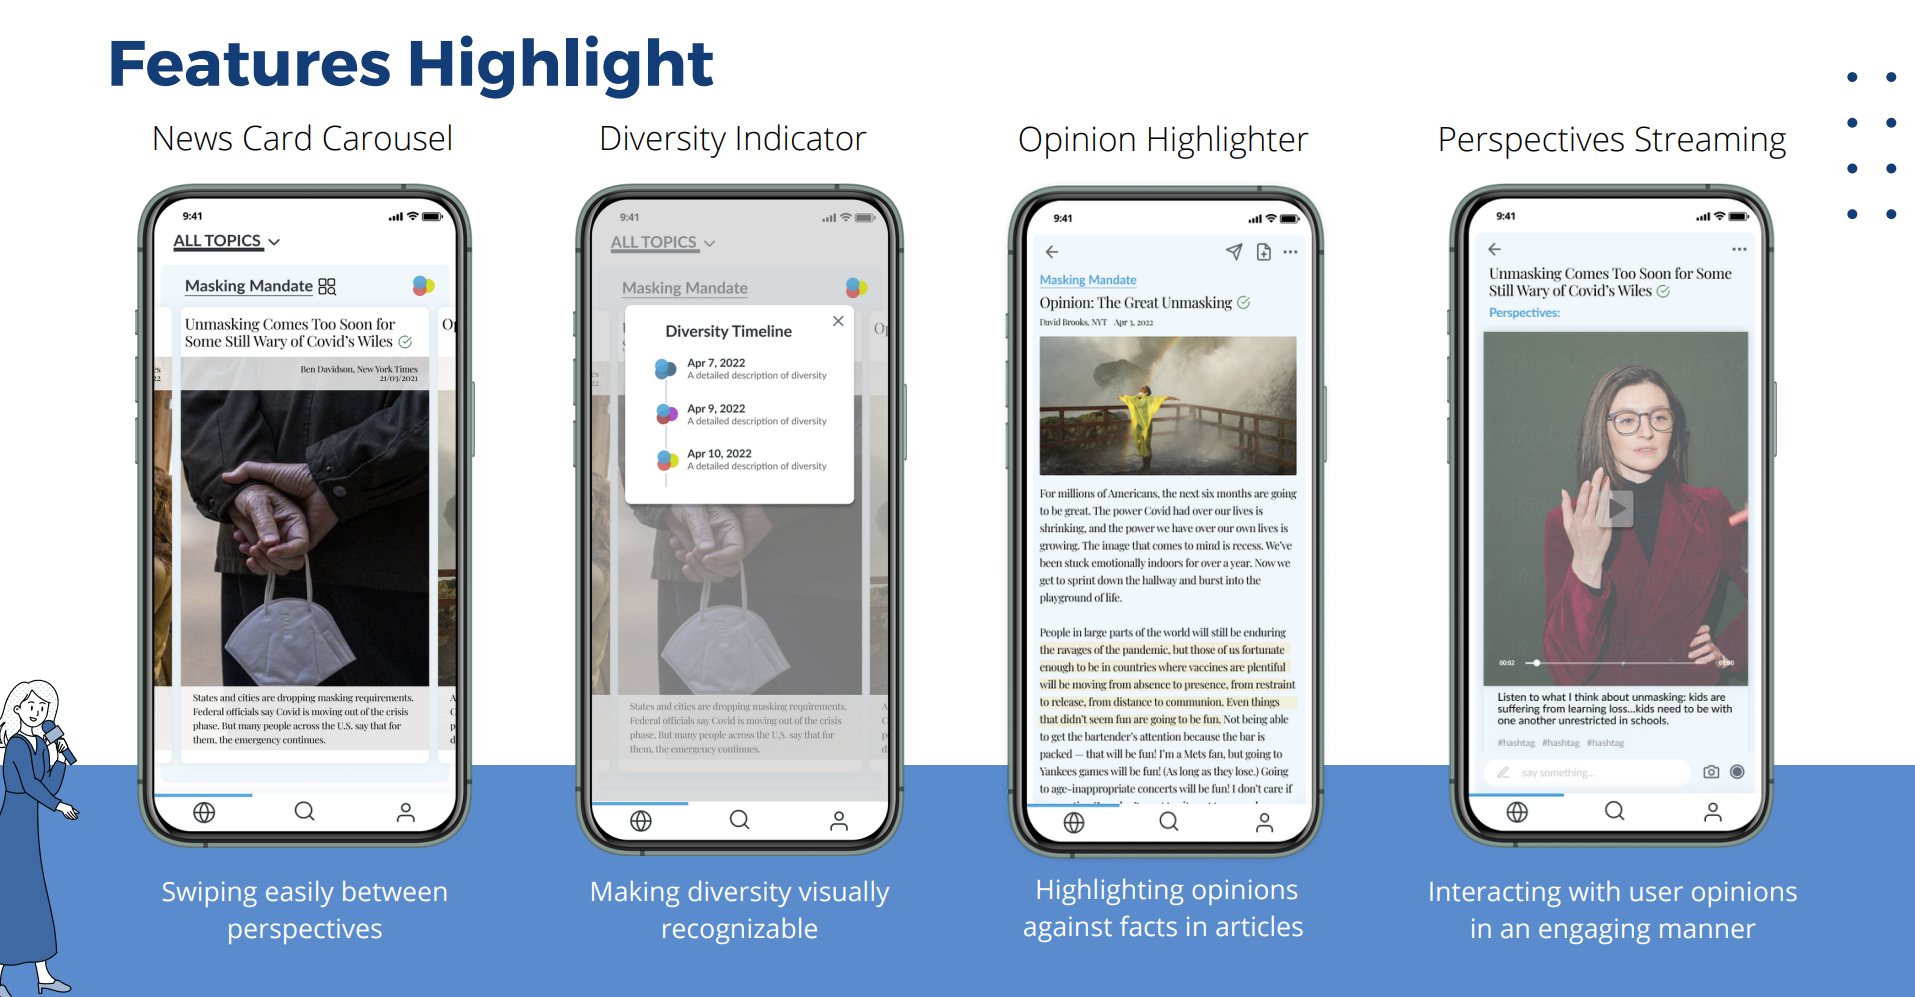 Features Highlight
News Card Carousel
Diversity Indicator
Opinion Highlighter
Perspectives Streaming
9:41
ALL TOPICS
Masking Mandate
Unmasking Comes Too Soon for
Some Still Wary of Covid's Wiles
Ben Davidson, New York Times
21/03/2021
States and cities are dropping masking requirements.
Federal officials say Covid is moving out of the crisis
phase. But many people across the U.S. say that for
them, the emergency continues.
Swiping easily between
perspectives
9:41
ALL TOPICS
Masking Mandate
Diversity Timeline
Apr 7, 2022
A detailed description of diversity
Apr 9, 2022
A detailed description of diversity
Apr 10, 2022
A detailed description of diversity
States and cities are dropping masking requirements.
Federal officials say Covid is moving out of the crisis
phase. But many people across the U.S. say that for
them, the emergency continues.
Making diversity visually
recognizable
9:41
Masking Mandate
Opinion: The Great Unmasking
David Brooks, NYT Apr 3, 2022
For millions of Americans, the next six months are going
to be great. The power Covid had over our lives is
shrinking, and the power we have over our own lives is
growing. The image that comes to mind is recess. We've
been stuck emotionally indoors for over a year. Now we
get to sprint down the hallway and burst into the
playground of life.
People in large parts of the world will still be enduring
the ravages of the pandemic, but those of us fortunate
enough to be in countries where vaccines are plentiful
will be moving from absence to presence, from restraint
to release, from distance to communion. Even things
that didn't seem fun are going to be fun. Not being able
to get the bartender's attention because the bar is
packed — that will be fun! I'm a Mets fan, but going to
Yankees games will be fun! (As long as they lose.) Going
to age-inappropriate concerts will be fun! I don't care if
Highlighting opinions
against facts in articles
9:41
Unmasking Comes Too Soon for Some
Still Wary of Covid's Wiles
Perspectives:
00:02
01:00
Listen to what I think about unmasking: kids are
suffering from learning loss...kids need to be with
one another unrestricted in schools.
#hashtag #hashtag #hashtag
say something...
Interacting with user opinions
in an engaging manner